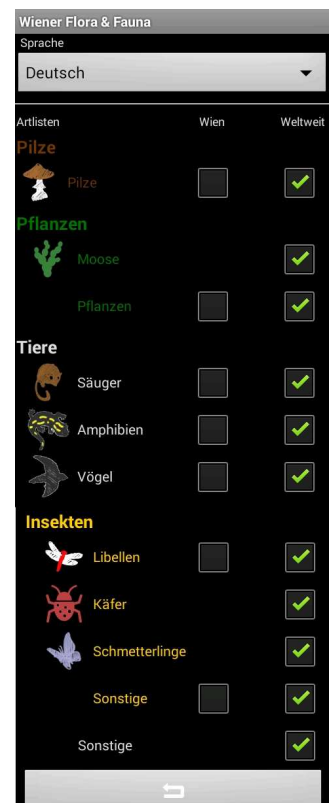 Wiener Flora & Fauna
Sprache
Deutsch
Artlisten Wien Weltweit
Pilze
Pilze
Pflanzen
Moose
Pflanzen
Tiere
Säuger
Amphibien
Vögel
Insekten
Libellen
Käfer
Schmetterlinge
Sonstige
Sonstige